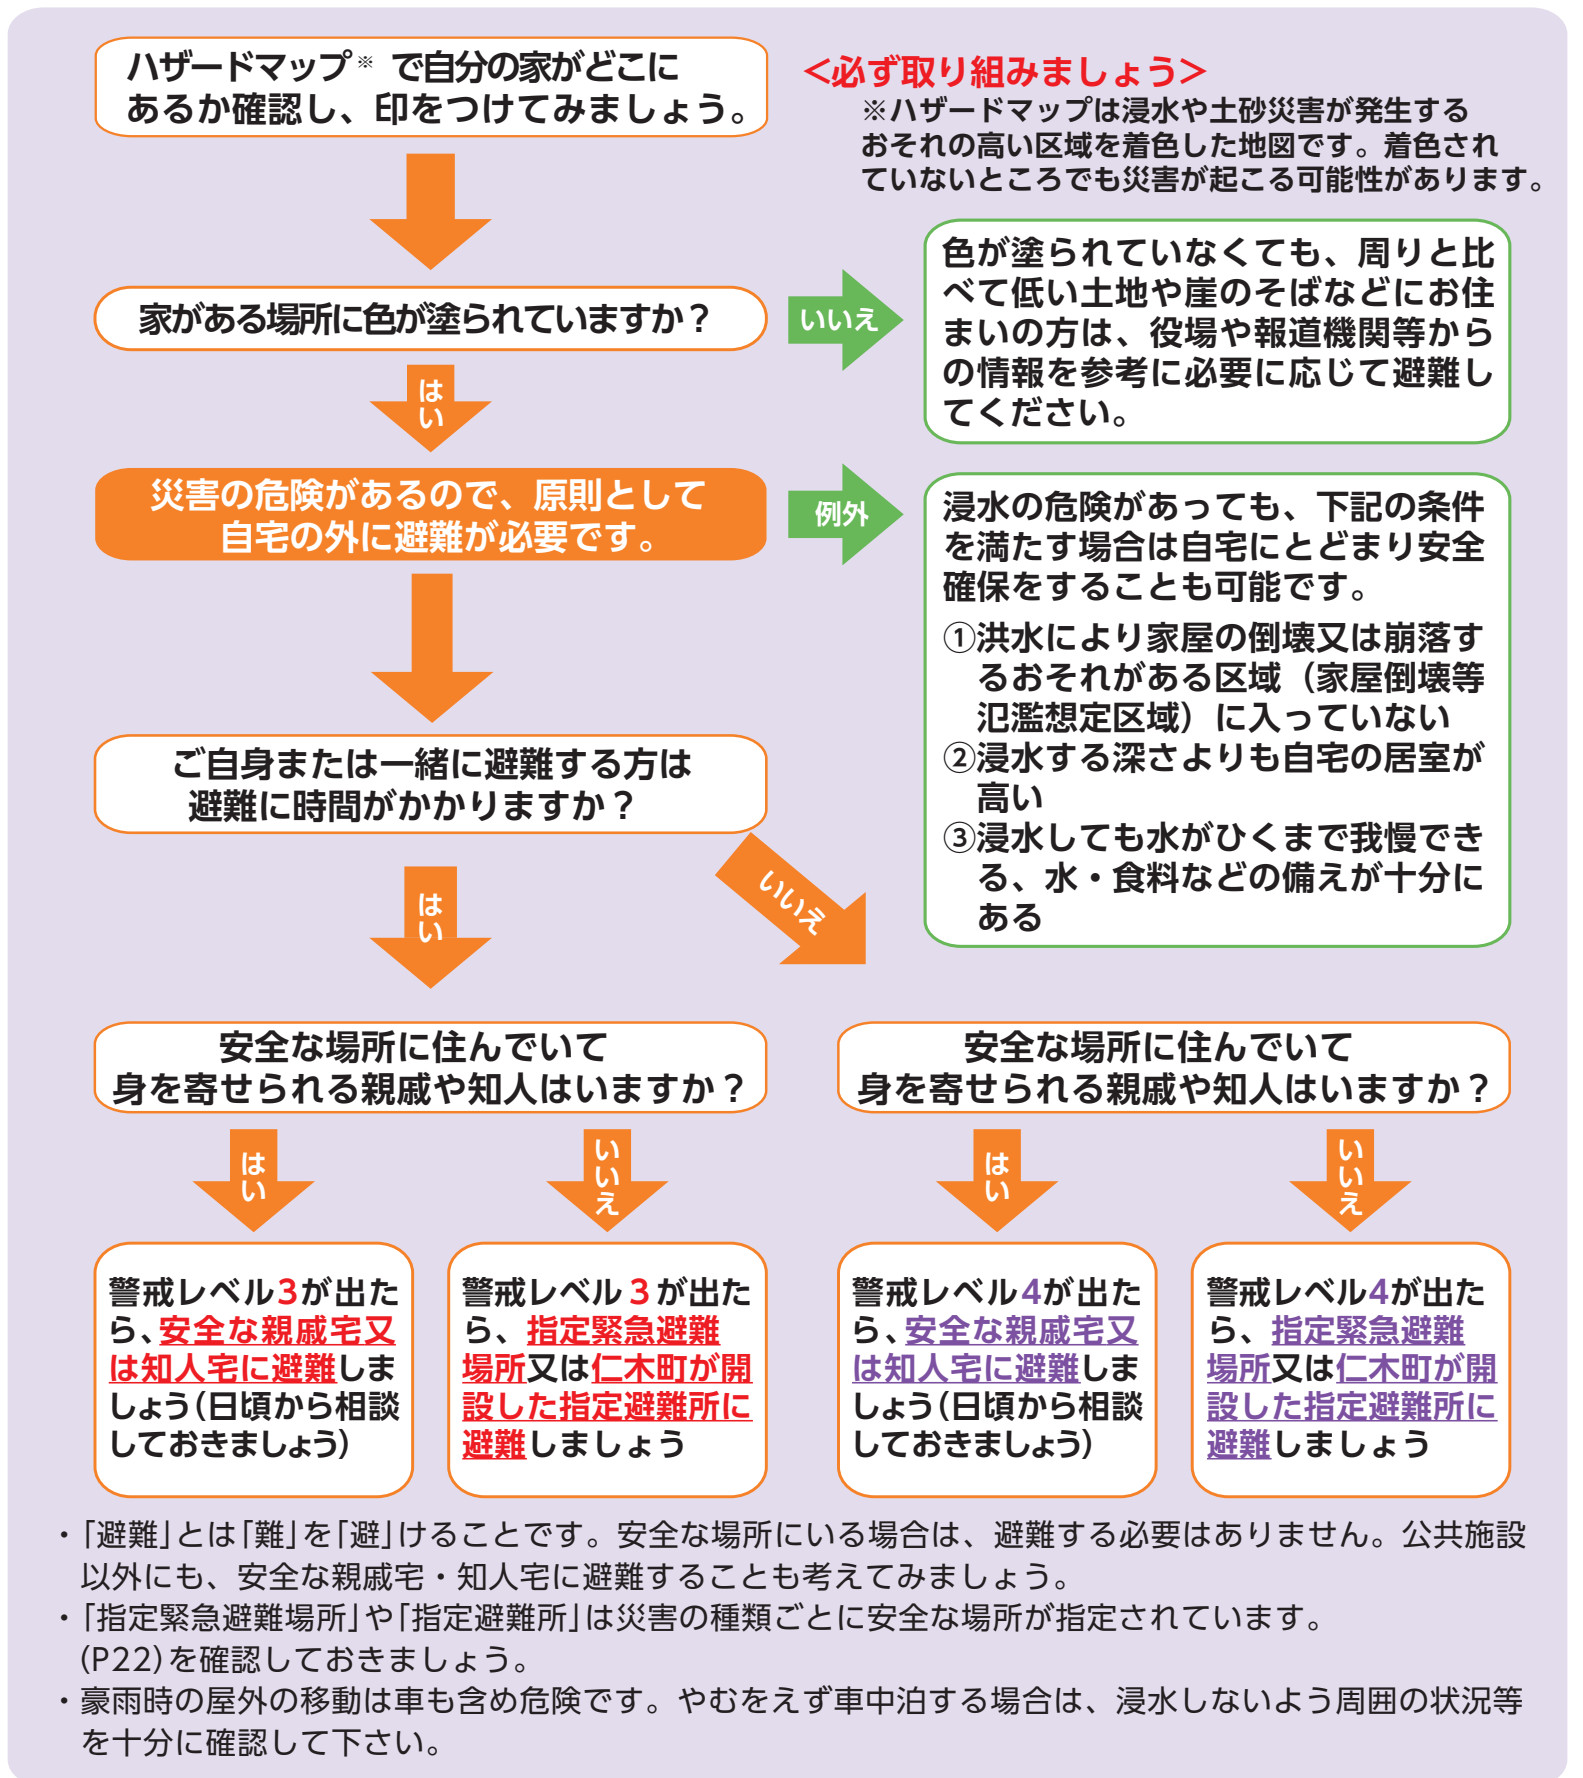 ハザードマップ※ で自分の家がどこに
あるか確認し、印をつけてみましょう。
＜必ず取り組みましょう＞
※ハザードマップは浸水や土砂災害が発生する
おそれの高い区域を着色した地図です。着色され
ていないところでも災害が起こる可能性があります。
家がある場所に色が塗られていますか？
いいえ
色が塗られていなくても、周りと比
べて低い土地や崖のそばなどにお住
まいの方は、役場や報道機関等から
の情報を参考に必要に応じて避難し
てください。
はい
災害の危険があるので、原則として
自宅の外に避難が必要です。
例外
浸水の危険があっても、下記の条件
を満たす場合は自宅にとどまり安全
確保をすることも可能です。
①洪水により家屋の倒壊又は崩落す
るおそれがある区域（家屋倒壊等
氾濫想定区域）に入っていない
②浸水する深さよりも自宅の居室が
高い
③浸水しても水がひくまで我慢でき
る、水・食料などの備えが十分に
ある
ご自身または一緒に避難する方は
避難に時間がかかりますか？
はい
いいえ
安全な場所に住んでいて
身を寄せられる親戚や知人はいますか？
安全な場所に住んでいて
身を寄せられる親戚や知人はいますか？
はい
いいえ
はい
いいえ
警戒レベル3が出た
ら、安全な親戚宅又
は知人宅に避難しま
しょう（日頃から相談
しておきましょう）
警戒レベル3が出た
ら、指定緊急避難
場所又は仁木町が開
設した指定避難所に
避難しましょう
警戒レベル4が出た
ら、安全な親戚宅又
は知人宅に避難しま
しょう（日頃から相談
しておきましょう）
警戒レベル4が出た
ら、指定緊急避難
場所又は仁木町が開
設した指定避難所に
避難しましょう
・「避難」とは「難」を「避」けることです。安全な場所にいる場合は、避難する必要はありません。公共施設
以外にも、安全な親戚宅・知人宅に避難することも考えてみましょう。
・「指定緊急避難場所」や「指定避難所」は災害の種類ごとに安全な場所が指定されています。
（P22）を確認しておきましょう。
・豪雨時の屋外の移動は車も含め危険です。やむをえず車中泊する場合は、浸水しないよう周囲の状況等
を十分に確認して下さい。